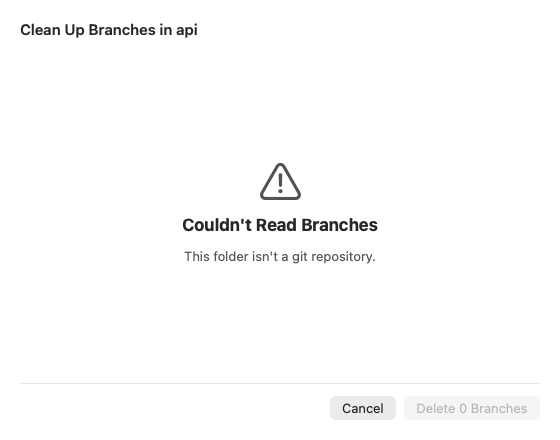 Clean Up Branches in api
Couldn't Read Branches
This folder isn't a git repository.
Cancel
Delete 0 Branches